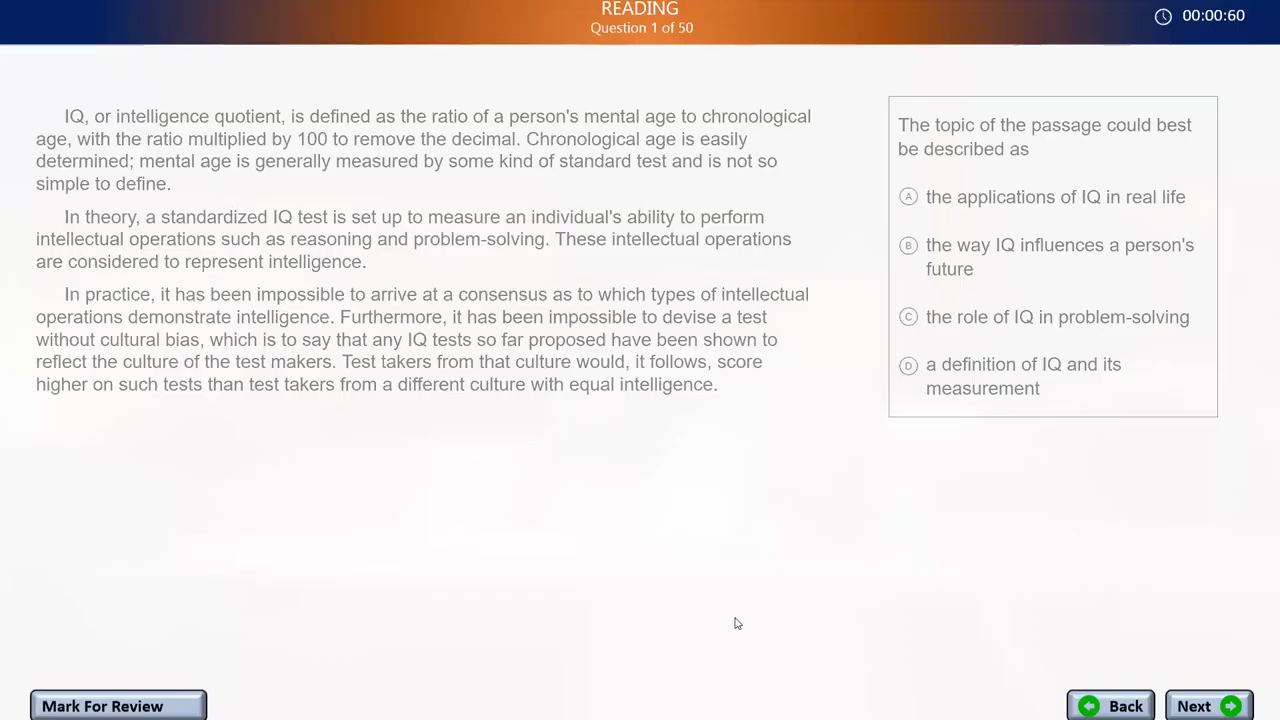 READING
Question 1 of 50
00:00:60
IQ, or intelligence quotient, is defined as the ratio of a person's mental age to chronological
age, with the ratio multiplied by 100 to remove the decimal. Chronological age is easily
determined; mental age is generally measured by some kind of standard test and is not so
simple to define.
In theory, a standardized IQ test is set up to measure an individual's ability to perform
intellectual operations such as reasoning and problem-solving. These intellectual operations
are considered to represent intelligence.
In practice, it has been impossible to arrive at a consensus as to which types of intellectual
operations demonstrate intelligence. Furthermore, it has been impossible to devise a test
without cultural bias, which is to say that any IQ tests so far proposed have been shown to
reflect the culture of the test makers. Test takers from that culture would, it follows, score
higher on such tests than test takers from a different culture with equal intelligence.
The topic of the passage could best
be described as
A the applications of IQ in real life
B the way IQ influences a person's
future
C the role of IQ in problem-solving
D a definition of IQ and its
measurement
Mark For Review
Back
Next